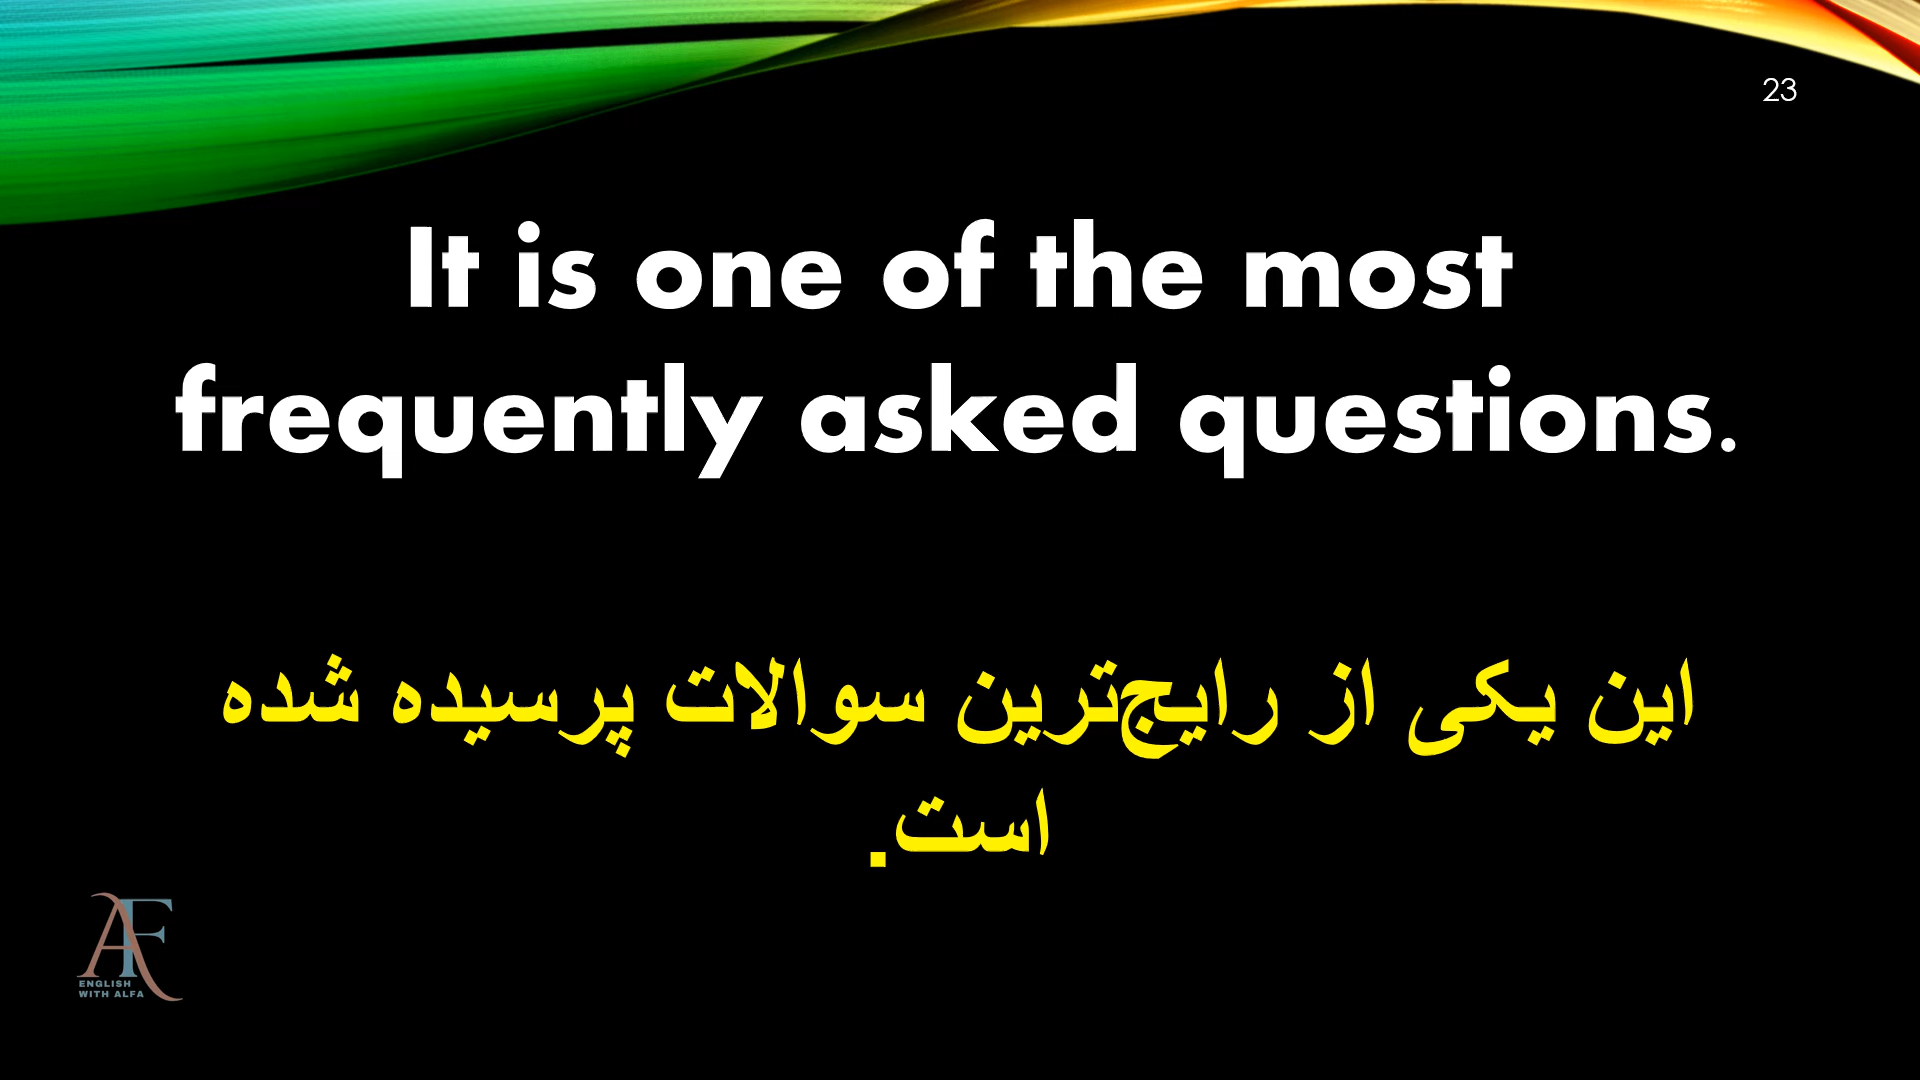 23
It is one of the most
frequently asked questions.
این یکی از رایج‌ترین سوالات پرسیده شده
است.
AF
ENGLISH
WITH ALFA